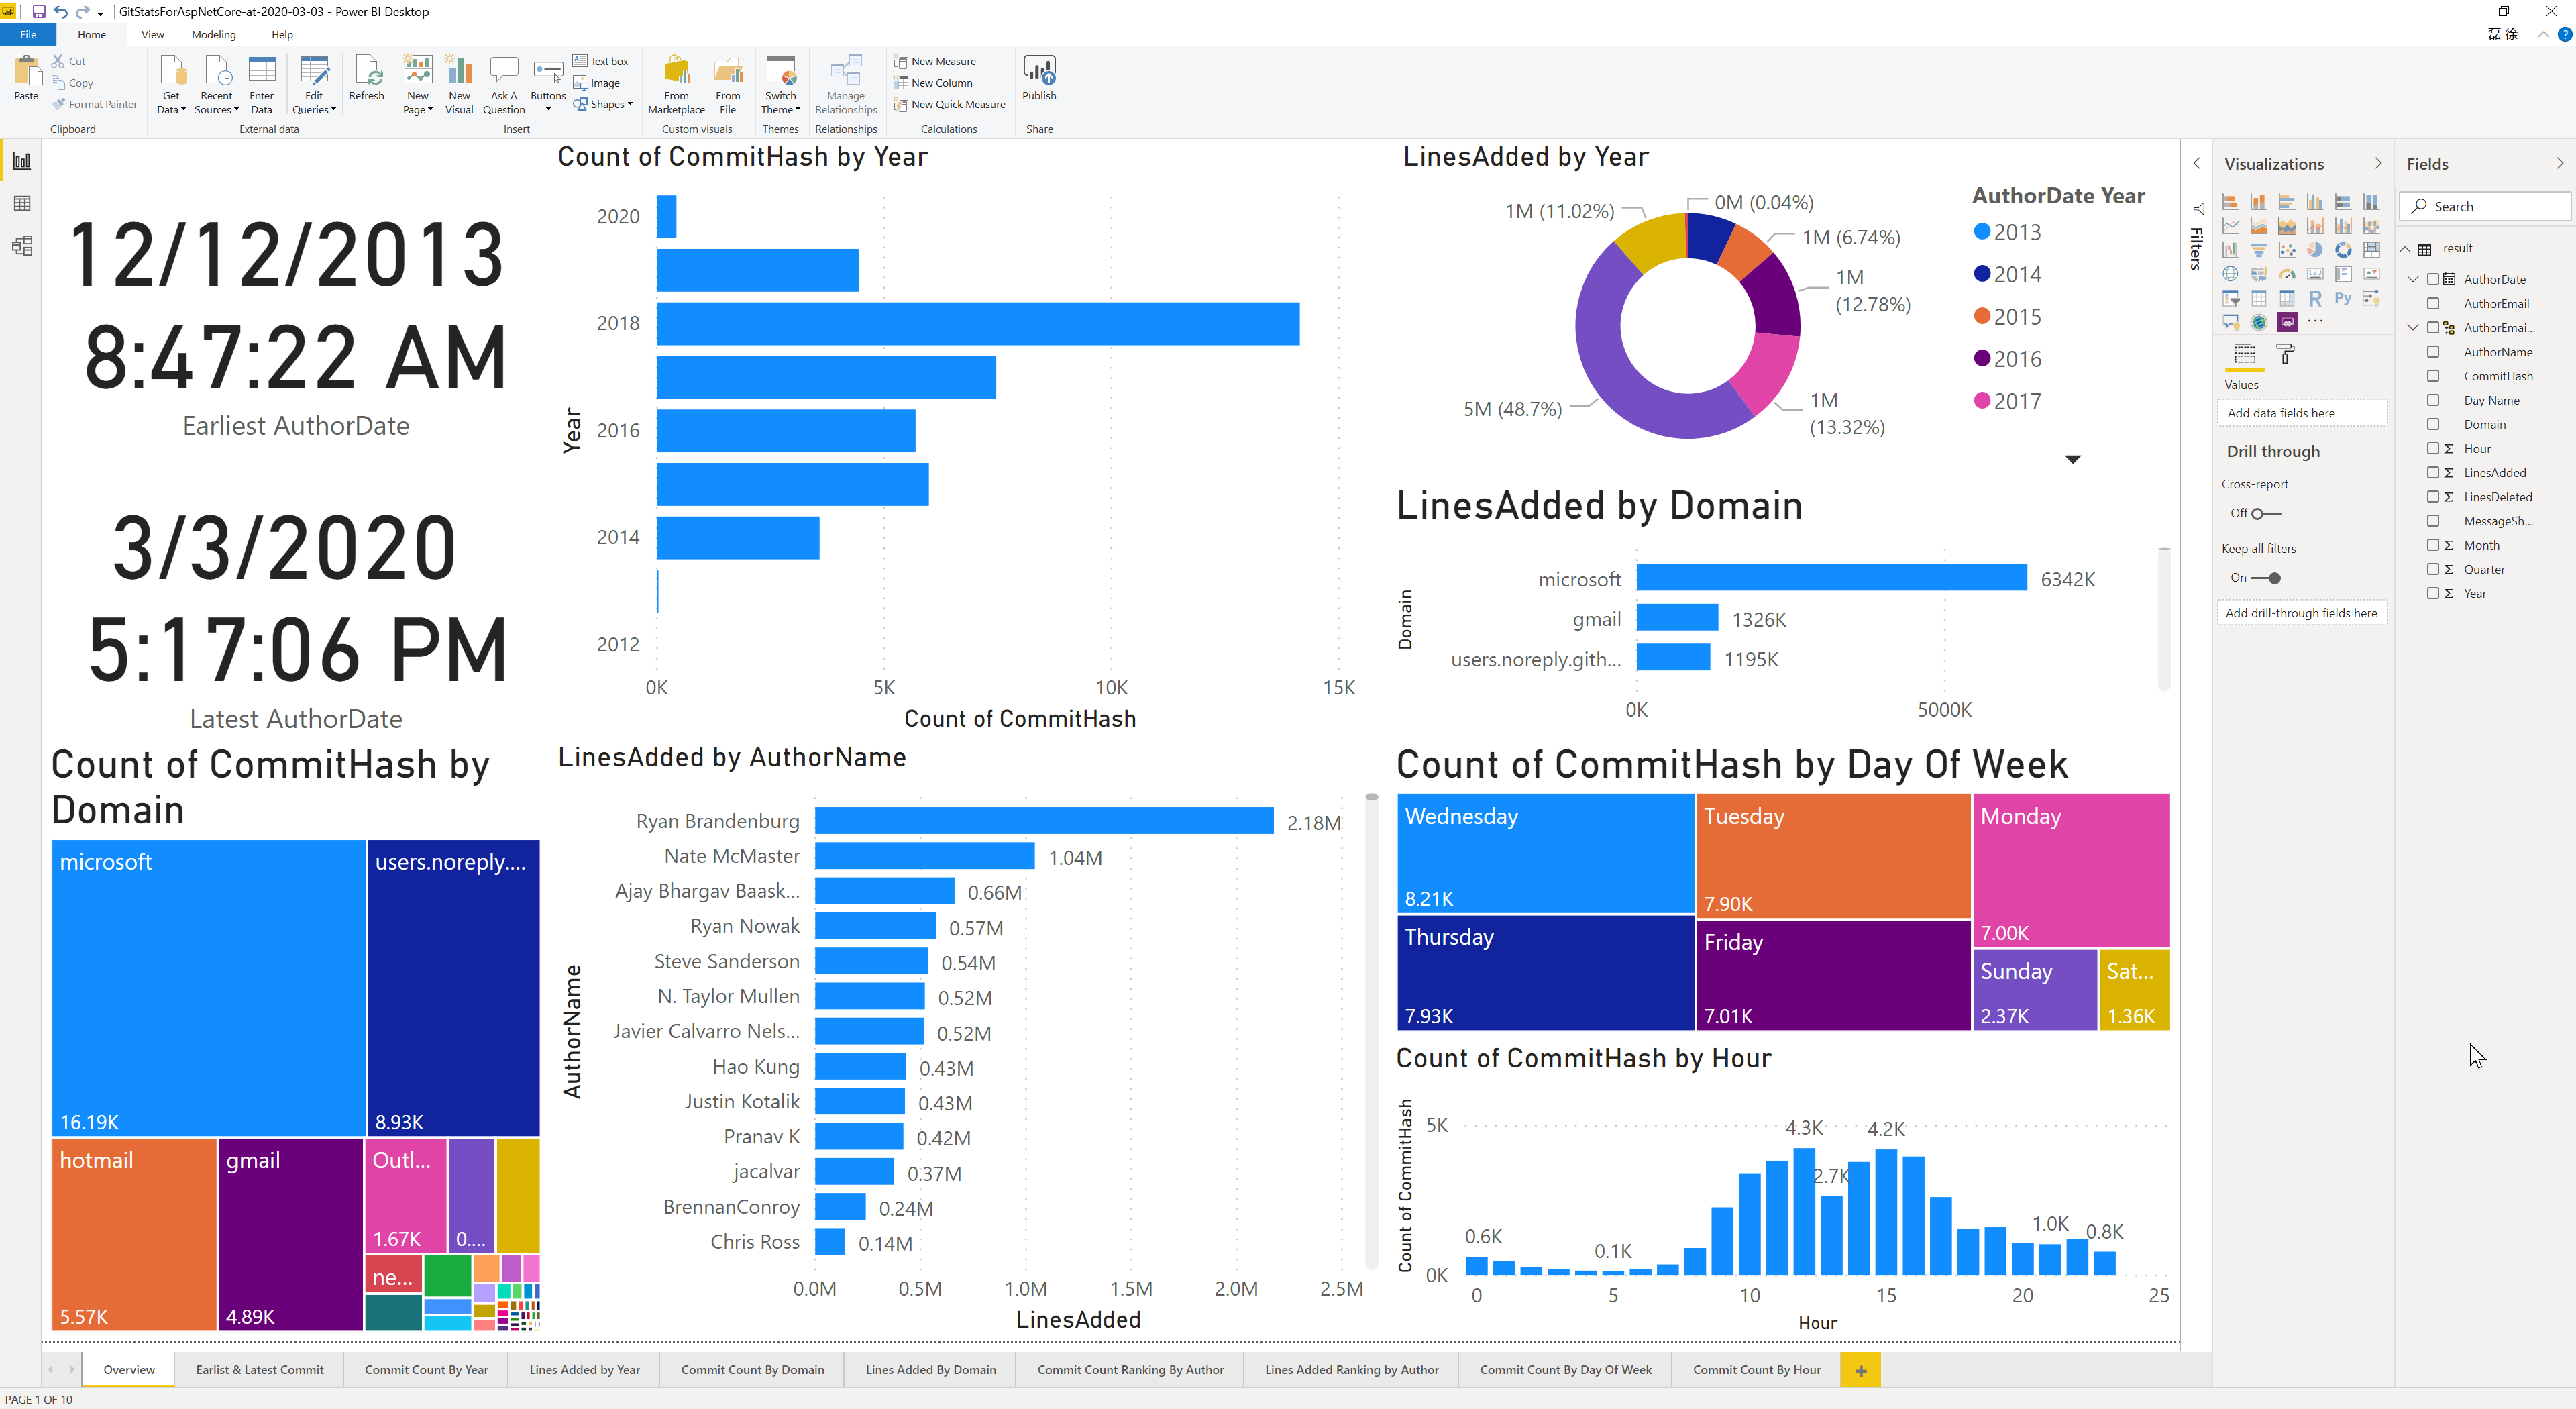 GitStatsForAspNetCore-at-2020-03-03 - Power BI Desktop
File Home View Modeling Help
磊 徐
Paste
Cut
Copy
Format Painter
Clipboard
Get Data
Recent Sources
Enter Data
Edit Queries
Refresh
External data
New Page
New Visual
Ask A Question
Buttons
Text box
Image
Shapes
Insert
From Marketplace
From File
Custom visuals
Switch Theme
Themes
Manage Relationships
Relationships
New Measure
New Column
New Quick Measure
Calculations
Publish
Share
12/12/2013
8:47:22 AM
Earliest AuthorDate
3/3/2020
5:17:06 PM
Latest AuthorDate
Count of CommitHash by Year
Year
2020
2018
2016
2014
2012
0K 5K 10K 15K
Count of CommitHash
LinesAdded by Year
1M (11.02%)
0M (0.04%)
1M (6.74%)
1M
(12.78%)
1M
(13.32%)
5M (48.7%)
AuthorDate Year
2013
2014
2015
2016
2017
LinesAdded by Domain
Domain
microsoft 6342K
gmail 1326K
users.noreply.gith... 1195K
0K 5000K
Count of CommitHash by
Domain
microsoft
16.19K
users.noreply....
8.93K
hotmail
5.57K
gmail
4.89K
Outl...
1.67K
0....
ne...
LinesAdded by AuthorName
AuthorName
Ryan Brandenburg 2.18M
Nate McMaster 1.04M
Ajay Bhargav Baask... 0.66M
Ryan Nowak 0.57M
Steve Sanderson 0.54M
N. Taylor Mullen 0.52M
Javier Calvarro Nels... 0.52M
Hao Kung 0.43M
Justin Kotalik 0.43M
Pranav K 0.42M
jacalvar 0.37M
BrennanConroy 0.24M
Chris Ross 0.14M
0.0M 0.5M 1.0M 1.5M 2.0M 2.5M
LinesAdded
Count of CommitHash by Day Of Week
Wednesday
8.21K
Tuesday
7.90K
Monday
7.00K
Thursday
7.93K
Friday
7.01K
Sunday
2.37K
Sat...
1.36K
Count of CommitHash by Hour
Count of CommitHash
5K
0K
0.6K
0.1K
4.3K
2.7K
4.2K
1.0K
0.8K
0 5 10 15 20 25
Hour
Filters
Visualizations
R Py
Values
Add data fields here
Drill through
Cross-report
Off
Keep all filters
On
Add drill-through fields here
Fields
Search
result
AuthorDate
AuthorEmail
AuthorEmai...
AuthorName
CommitHash
Day Name
Domain
Hour
LinesAdded
LinesDeleted
MessageSh...
Month
Quarter
Year
Overview
Earlist & Latest Commit
Commit Count By Year
Lines Added by Year
Commit Count By Domain
Lines Added By Domain
Commit Count Ranking By Author
Lines Added Ranking by Author
Commit Count By Day Of Week
Commit Count By Hour
PAGE 1 OF 10